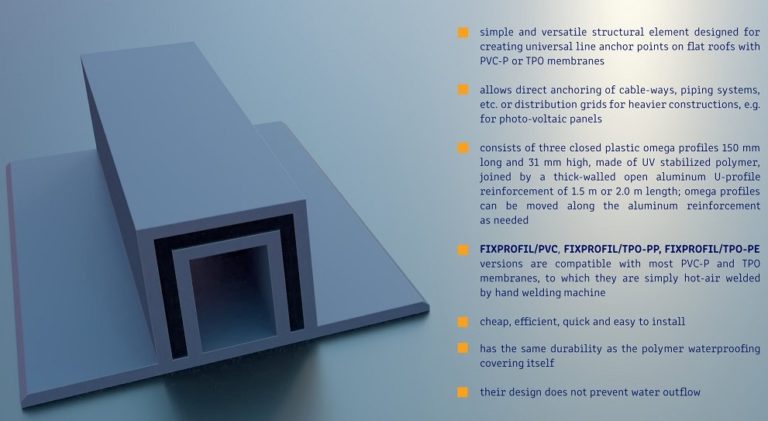 simple and versatile structural element designed for
creating universal line anchor points on flat roofs with
PVC-P or TPO membranes
allows direct anchoring of cable-ways, piping systems,
etc. or distribution grids for heavier constructions, e.g.
for photo-voltaic panels
consists of three closed plastic omega profiles 150 mm
long and 31 mm high, made of UV stabilized polymer,
joined by a thick-walled open aluminum U-profile
reinforcement of 1.5 m or 2.0 m length; omega profiles
can be moved along the aluminum reinforcement
as needed
FIXPROFIL/PVC, FIXPROFIL/TPO-PP, FIXPROFIL/TPO-PE
versions are compatible with most PVC-P and TPO
membranes, to which they are simply hot-air welded
by hand welding machine
cheap, efficient, quick and easy to install
has the same durability as the polymer waterproofing
covering itself
their design does not prevent water outflow